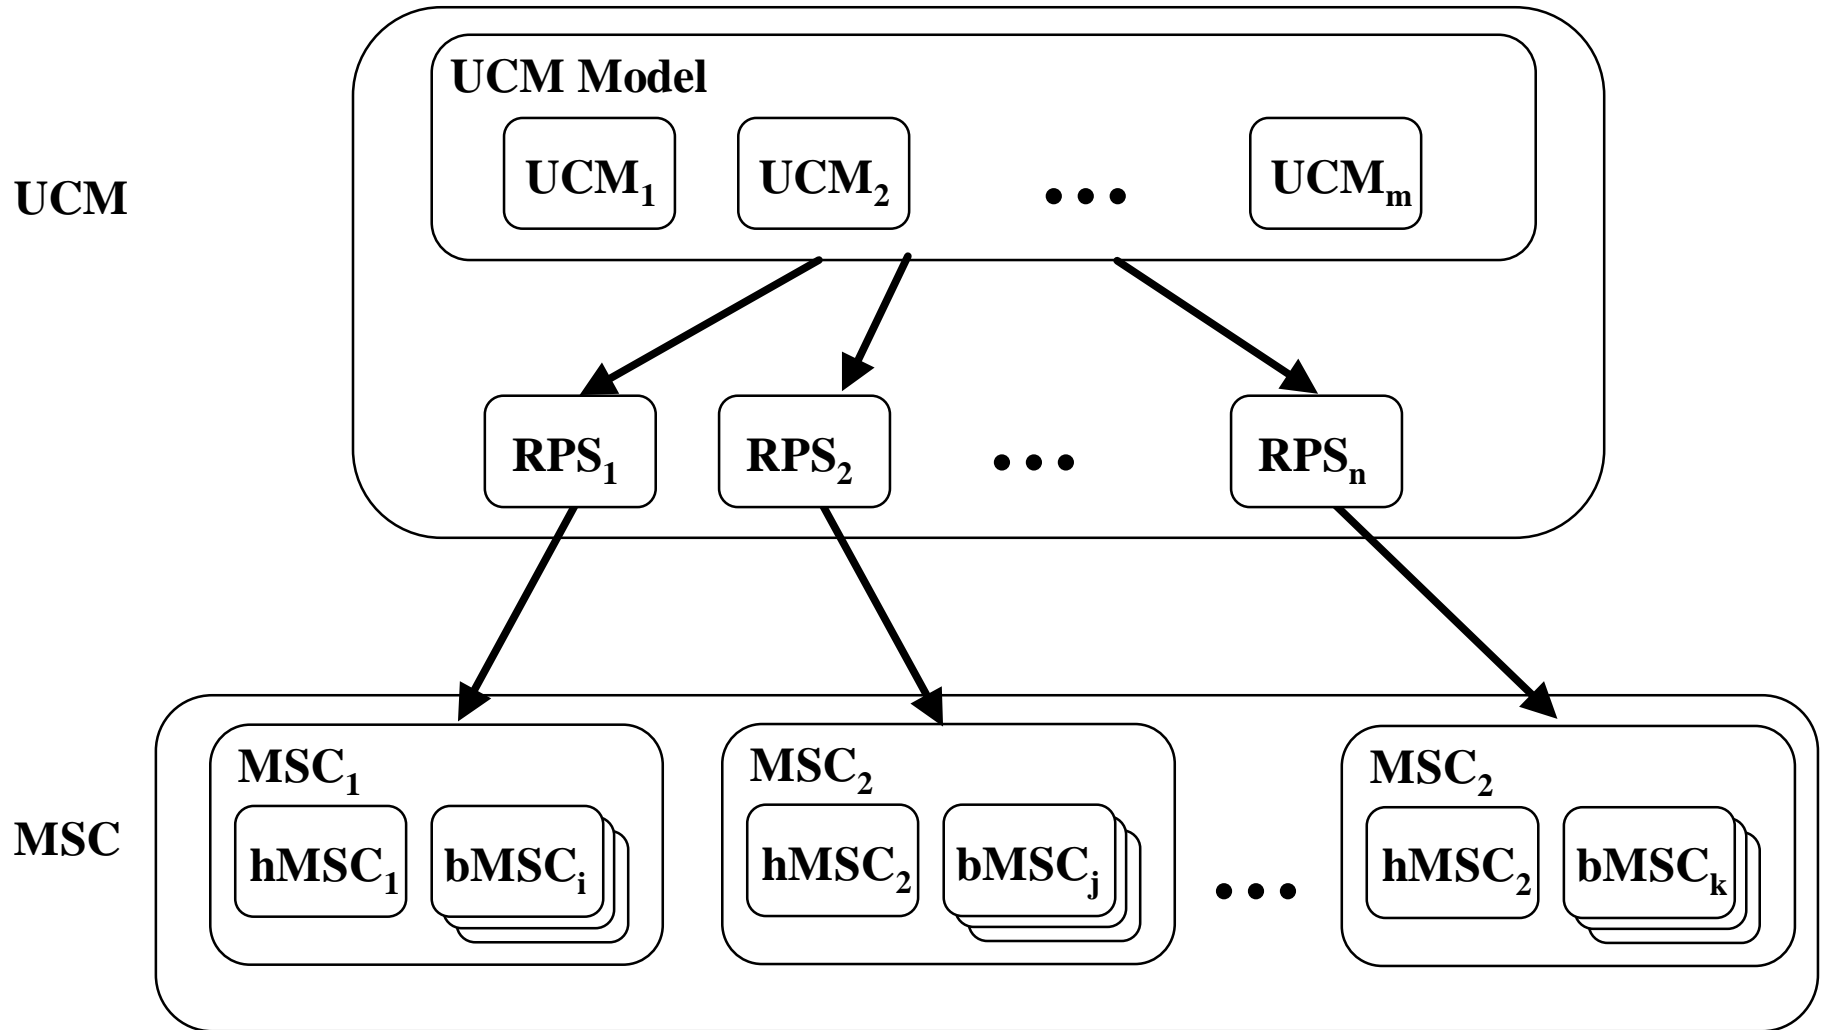 UCM Model
UCM₁ UCM₂ ... UCMₘ
UCM
RPS₁ RPS₂ ... RPSₙ
MSC₁ MSC₂ MSC₂
MSC
hMSC₁ bMSCᵢ hMSC₂ bMSCⱼ ... hMSC₂ bMSCₖ